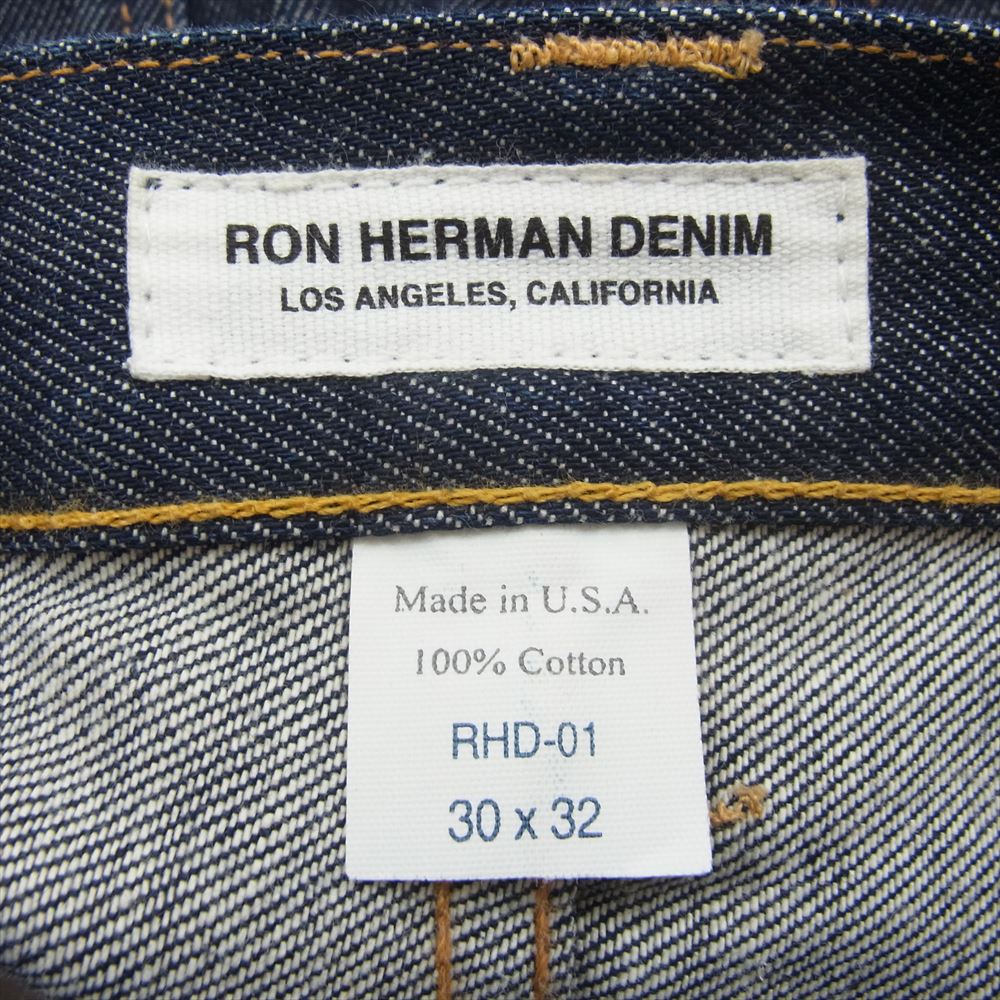 RON HERMAN DENIM
LOS ANGELES, CALIFORNIA
Made in U.S.A.
100% Cotton
RHD-01
30 x 32